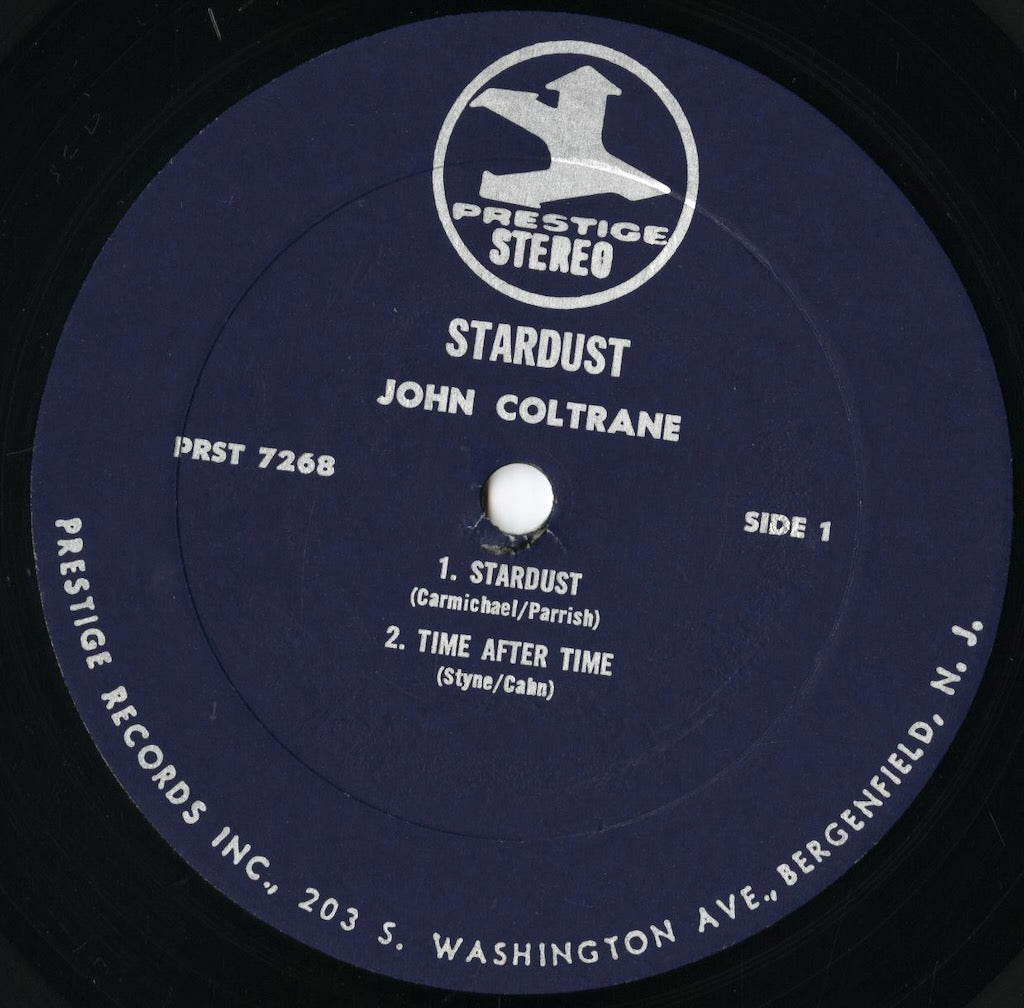 PRESTIGE
STEREO
STARDUST
JOHN COLTRANE
PRST 7268
SIDE 1
1. STARDUST
(Carmichael/Parrish)
2. TIME AFTER TIME
(Styne/Cahn)
PRESTIGE RECORDS INC., 203 S. WASHINGTON AVE., BERGENFIELD, N. J.